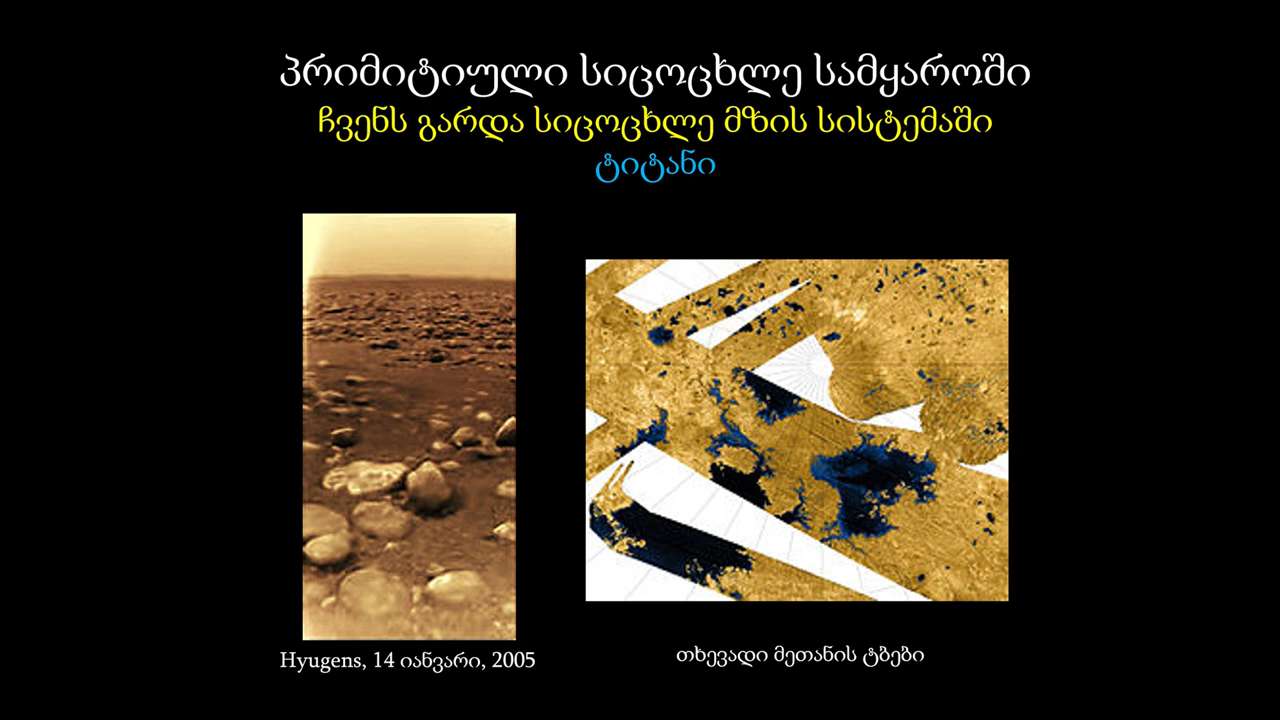 პრიმიტიული სიცოცხლე სამყაროში
ჩვენს გარდა სიცოცხლე მზის სისტემაში
ტიტანი
Hyugens, 14 იანვარი, 2005
თხევადი მეთანის ტბები